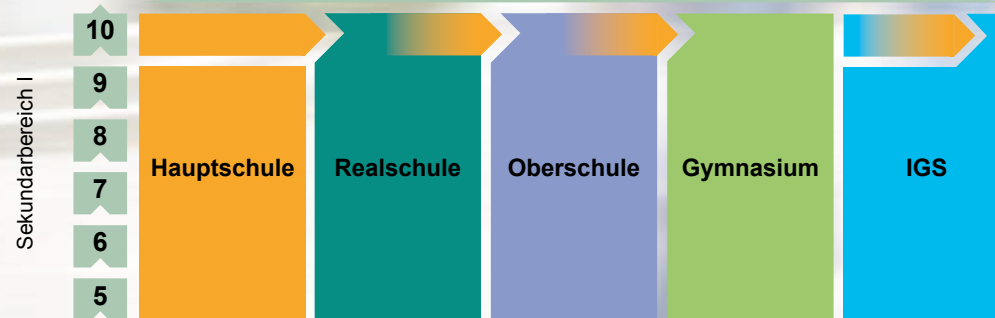 Sekundarbereich I
10
9
8
7
6
5
Hauptschule
Realschule
Oberschule
Gymnasium
IGS